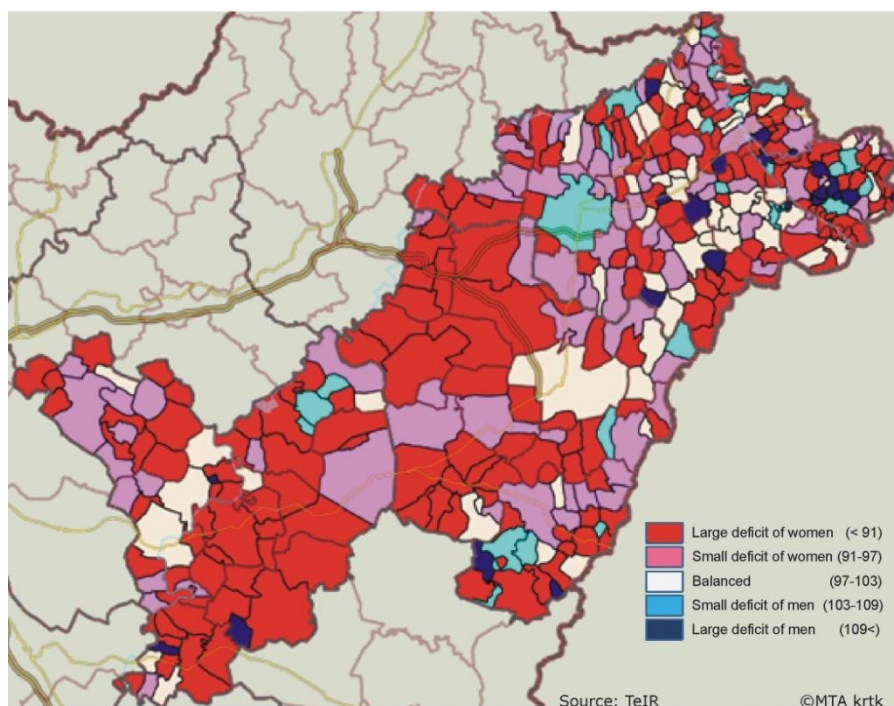 Large deficit of women (< 91)
Small deficit of women (91-97)
Balanced (97-103)
Small deficit of men (103-109)
Large deficit of men (109<)
Source: TeIR ©MTA krtk